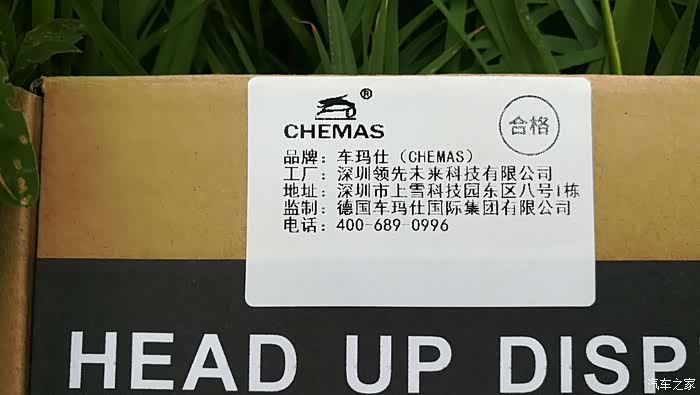 ®
CHEMAS
合格
品牌：车玛仕（CHEMAS）
工厂：深圳领先未来科技有限公司
地址：深圳市上雪科技园东区八号1栋
监制：德国车玛仕国际集团有限公司
电话：400-689-0996
HEAD UP DISP
汽车之家